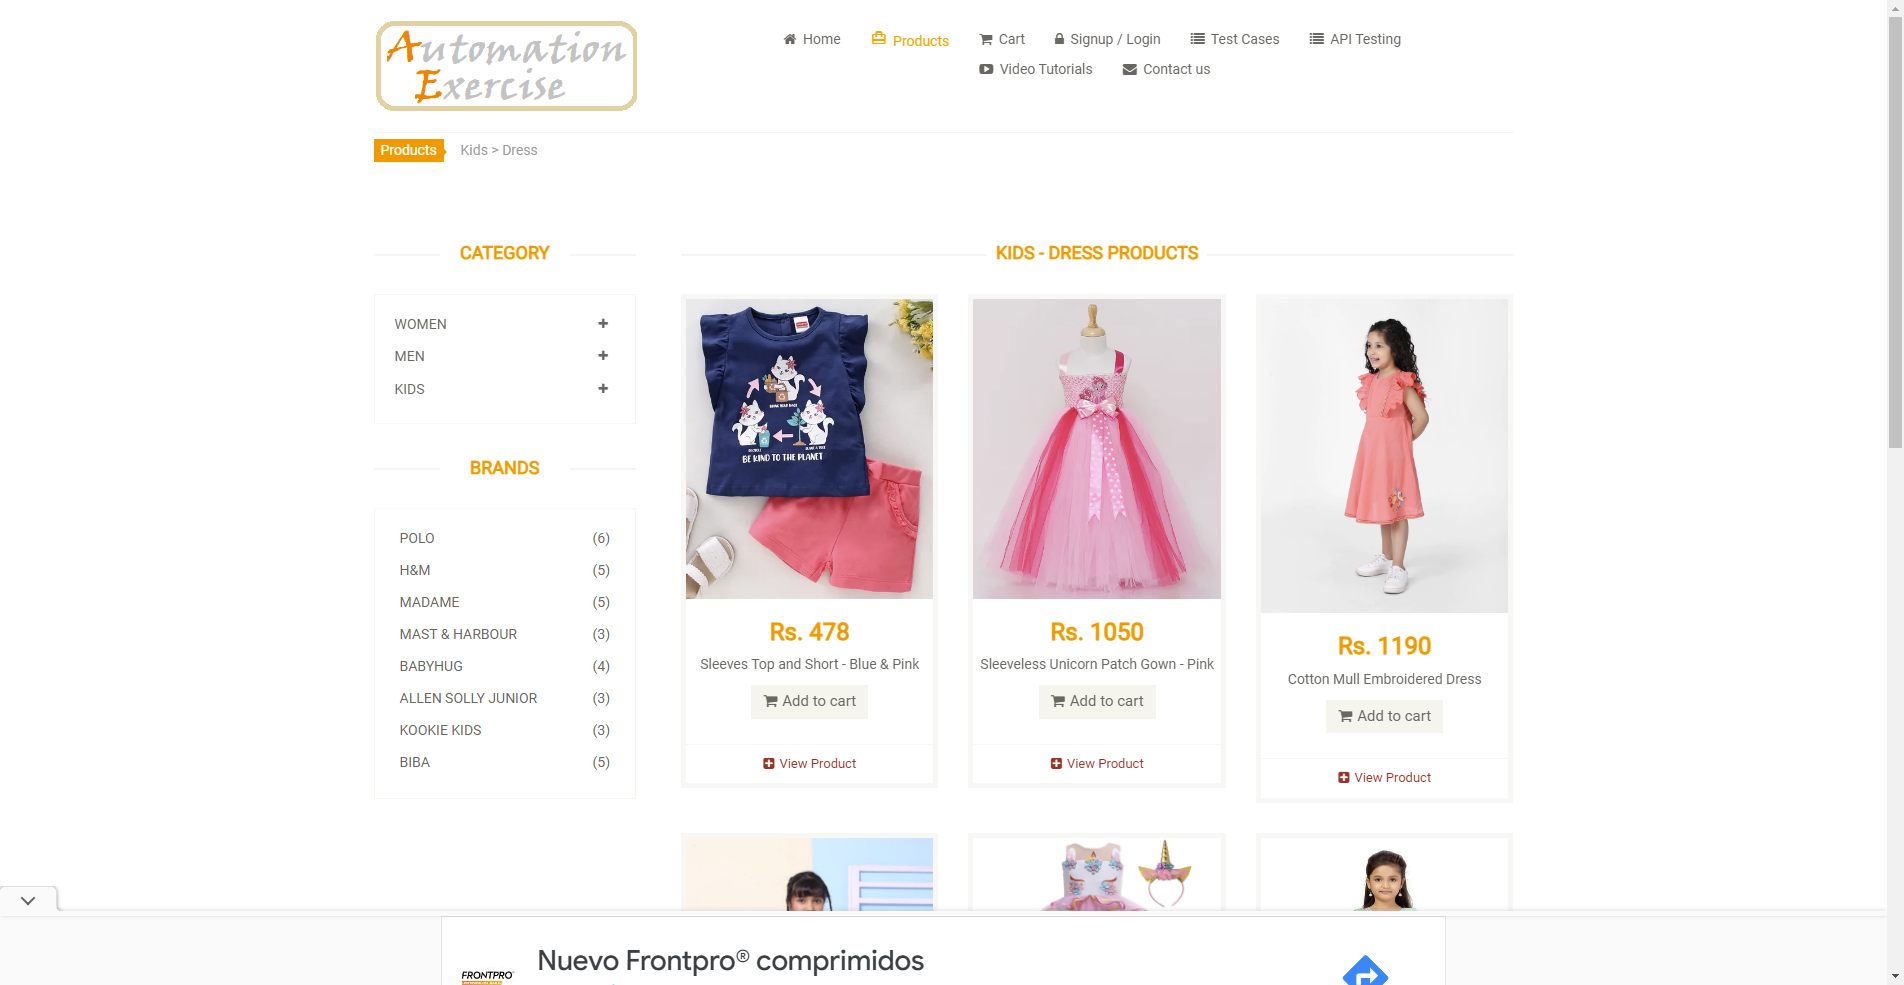 Automation
Exercise
Home
Products
Cart
Signup / Login
Test Cases
API Testing
Video Tutorials
Contact us
Products
Kids > Dress
CATEGORY
WOMEN
MEN
KIDS
BRANDS
POLO (6)
H&M (5)
MADAME (5)
MAST & HARBOUR (3)
BABYHUG (4)
ALLEN SOLLY JUNIOR (3)
KOOKIE KIDS (3)
BIBA (5)
KIDS - DRESS PRODUCTS
BE KIND TO THE PLANET
Rs. 478
Sleeves Top and Short - Blue & Pink
Add to cart
View Product
Rs. 1050
Sleeveless Unicorn Patch Gown - Pink
Add to cart
View Product
Rs. 1190
Cotton Mull Embroidered Dress
Add to cart
View Product
FRONTPRO
Nuevo Frontpro® comprimidos